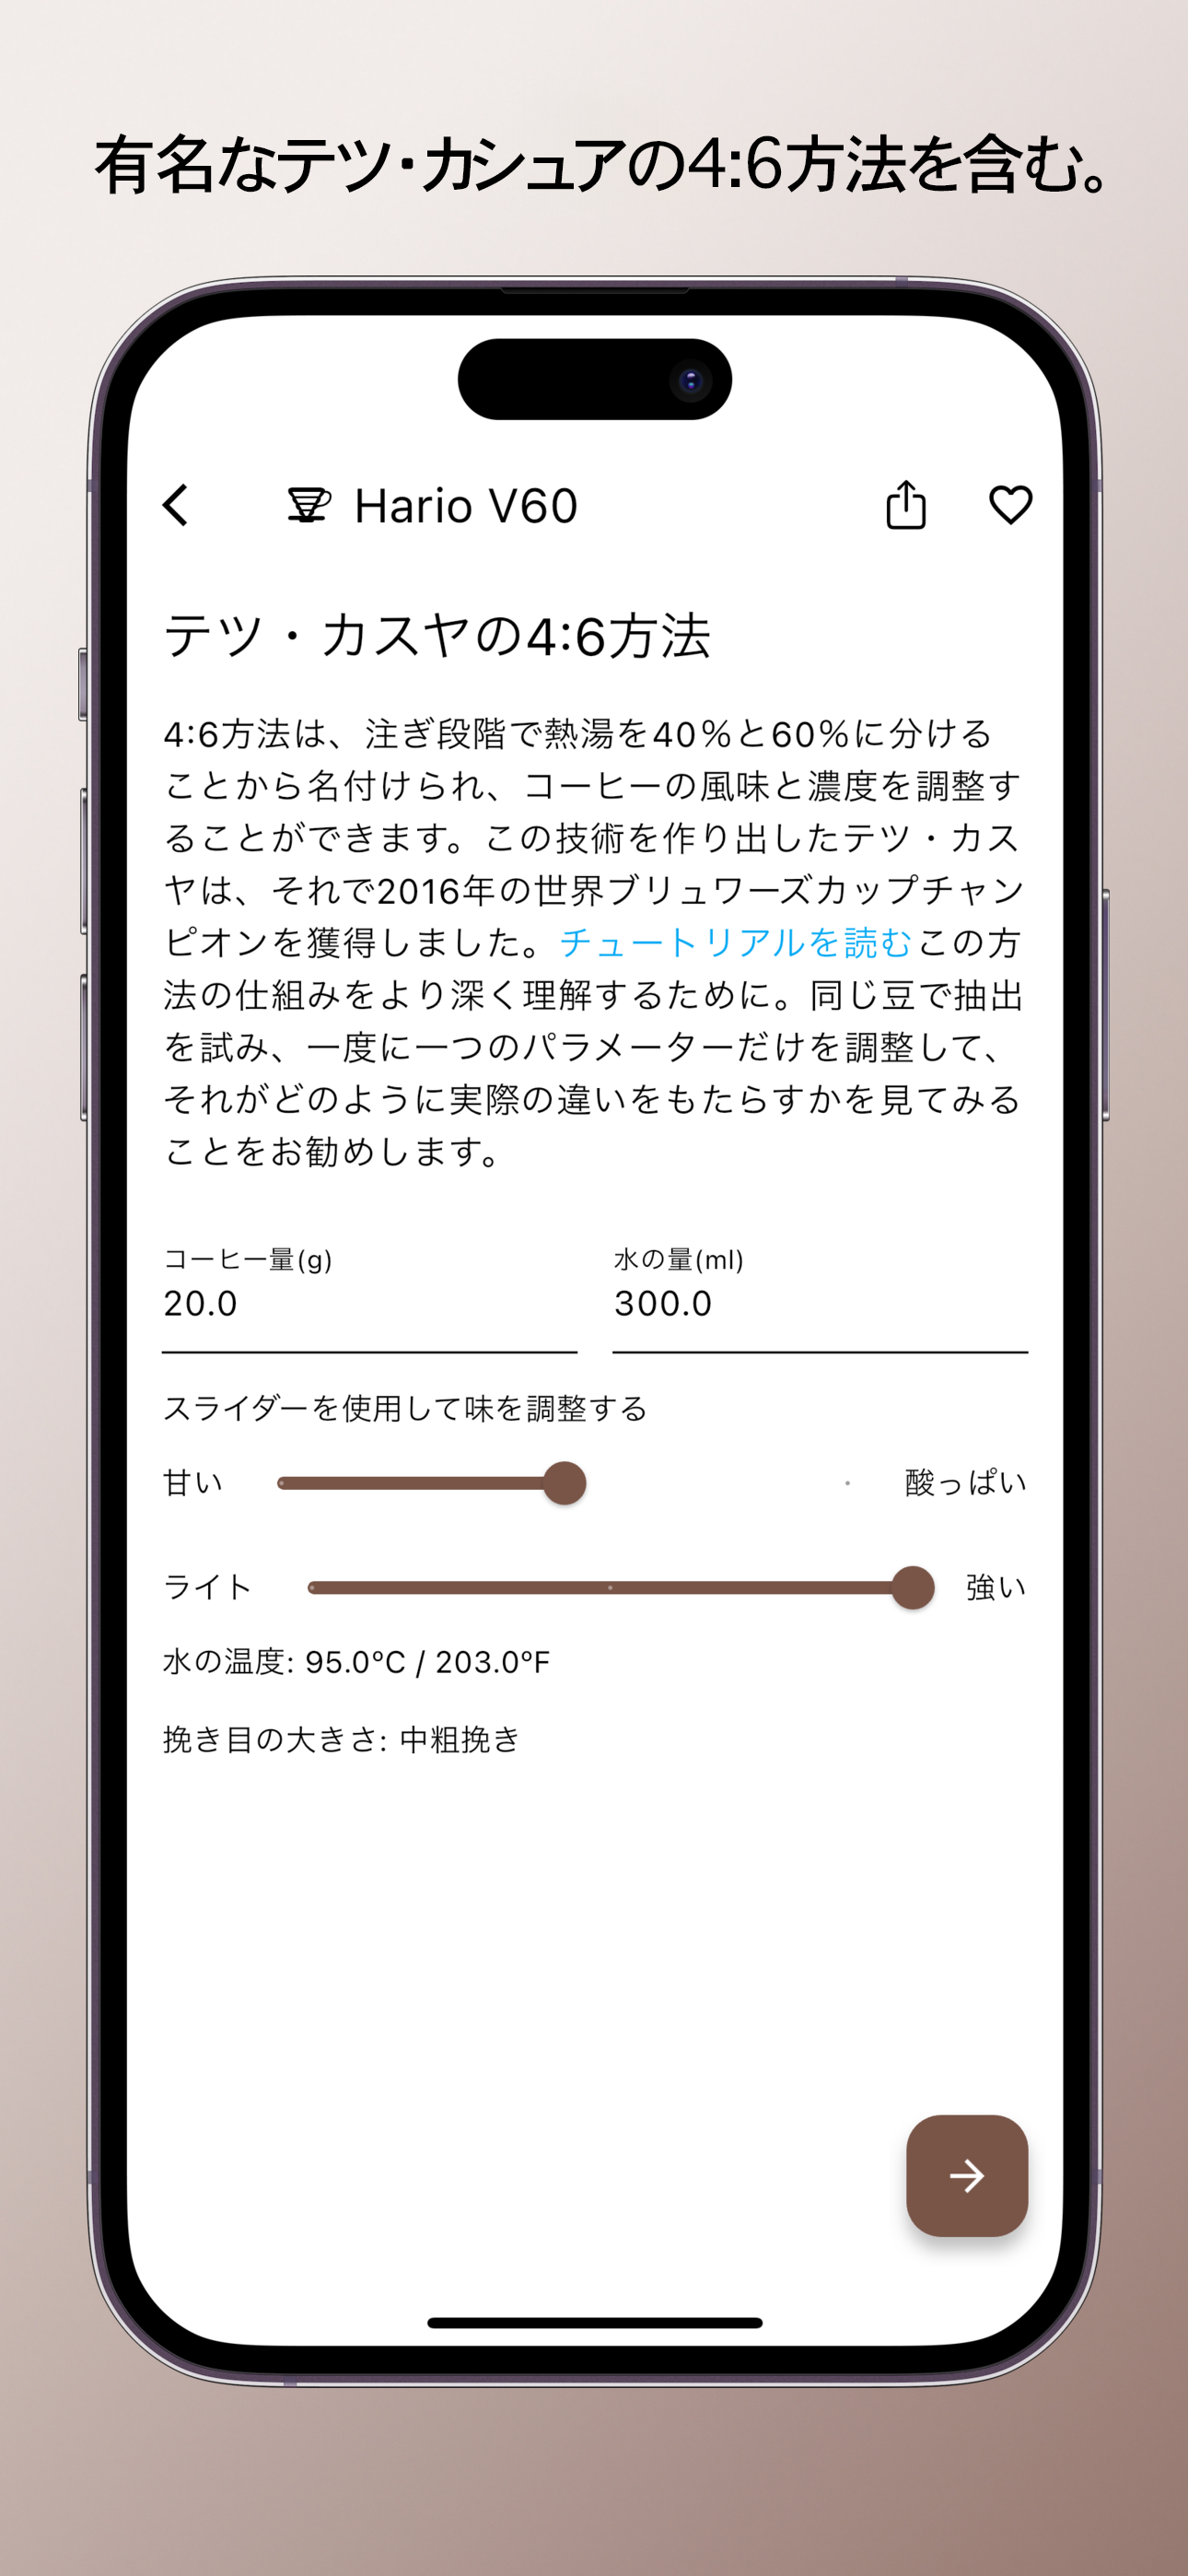 有名なテツ・カシュアの4:6方法を含む。
Hario V60
テツ・カスヤの4:6方法
4:6方法は、注ぎ段階で熱湯を40%と60%に分ける
ことから名付けられ、コーヒーの風味と濃度を調整す
ることができます。この技術を作り出したテツ・カス
ヤは、それで2016年の世界ブリュワーズカップチャン
ピオンを獲得しました。チュートリアルを読むこの方
法の仕組みをより深く理解するために。同じ豆で抽出
を試み、一度に一つのパラメーターだけを調整して、
それがどのように実際の違いをもたらすかを見てみる
ことをお勧めします。
コーヒー量(g) 水の量(ml)
20.0 300.0
スライダーを使用して味を調整する
甘い 酸っぱい
ライト 強い
水の温度: 95.0ºC / 203.0ºF
挽き目の大きさ: 中粗挽き